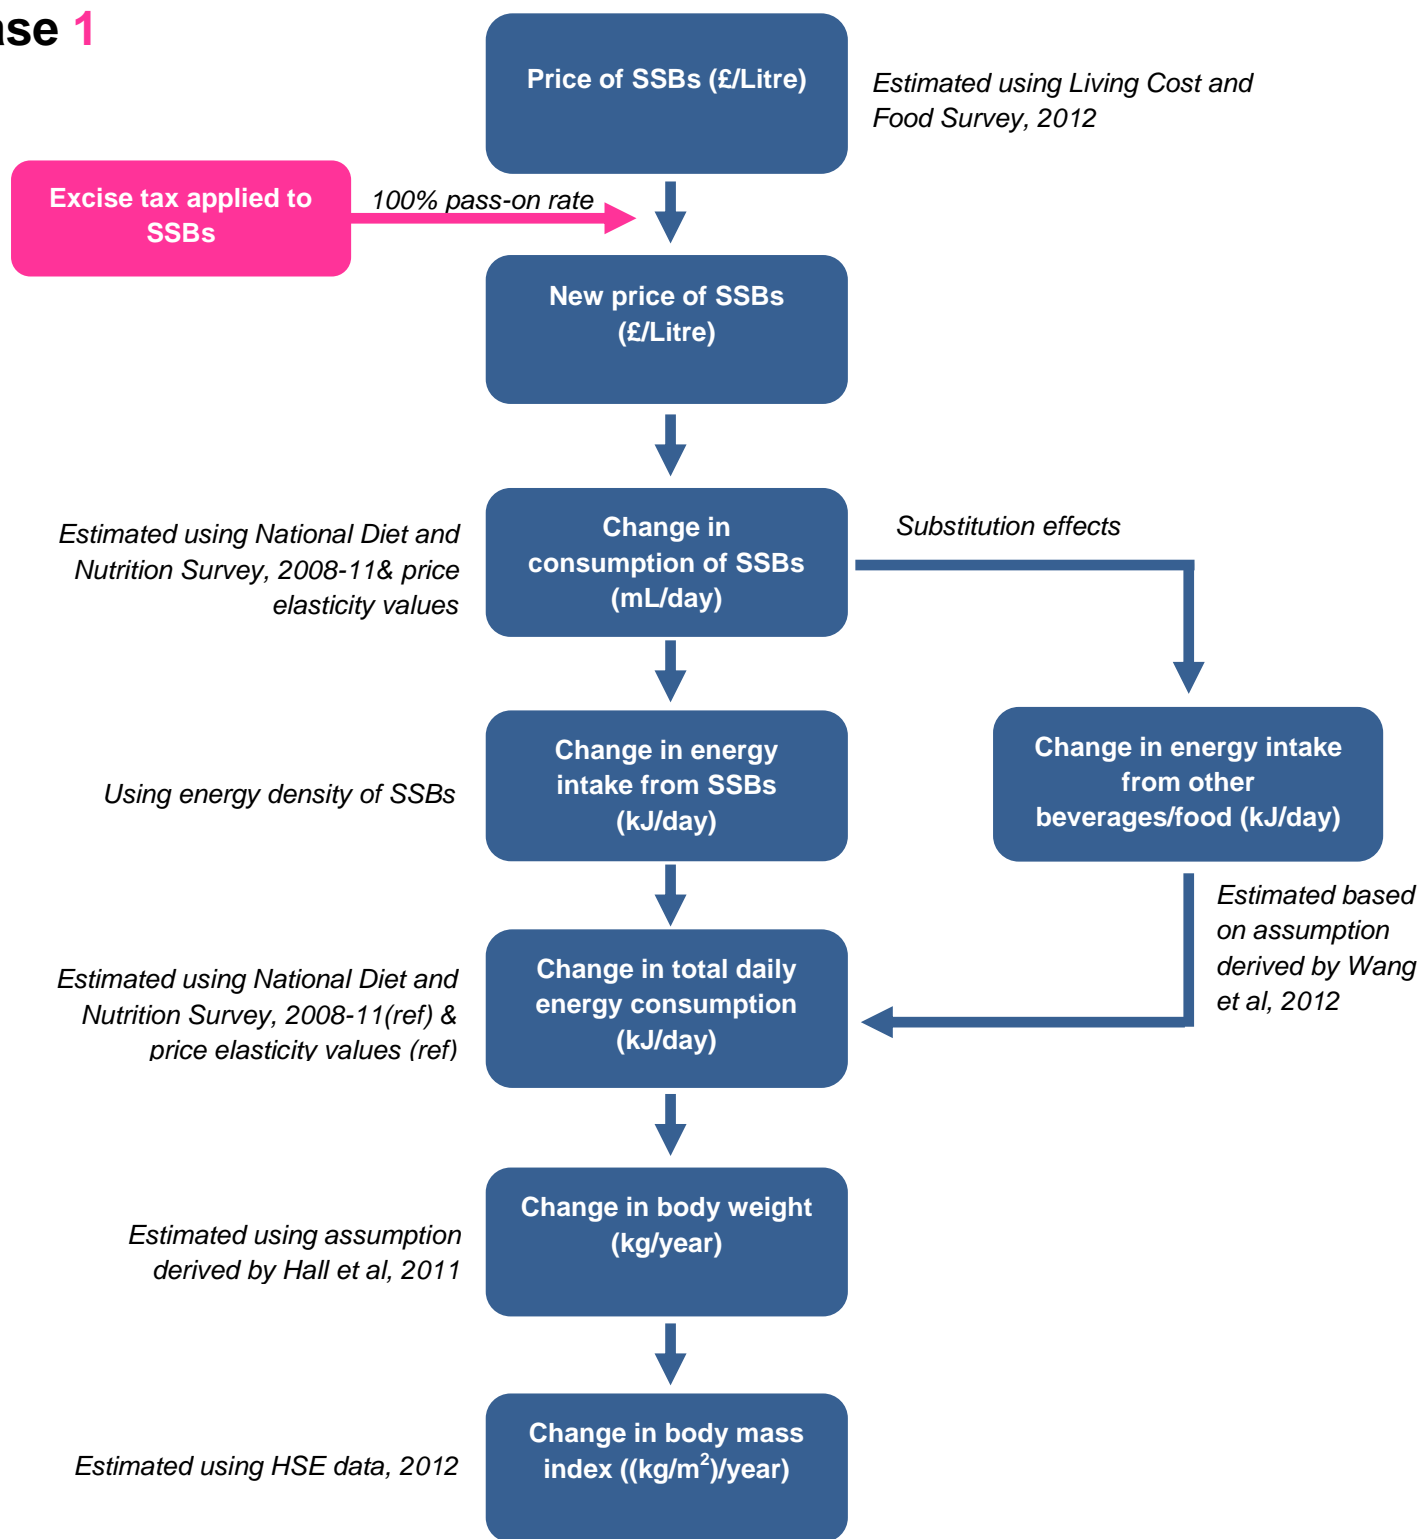 ase 1
Price of SSBs (£/Litre)
Estimated using Living Cost and
Food Survey, 2012
Excise tax applied to
SSBs
100% pass-on rate
New price of SSBs
(£/Litre)
Estimated using National Diet and
Nutrition Survey, 2008-11& price
elasticity values
Change in
consumption of SSBs
(mL/day)
Substitution effects
Using energy density of SSBs
Change in energy
intake from SSBs
(kJ/day)
Change in energy intake
from other
beverages/food (kJ/day)
Estimated based
on assumption
derived by Wang
et al, 2012
Estimated using National Diet and
Nutrition Survey, 2008-11(ref) &
price elasticity values (ref)
Change in total daily
energy consumption
(kJ/day)
Estimated using assumption
derived by Hall et al, 2011
Change in body weight
(kg/year)
Estimated using HSE data, 2012
Change in body mass
index ((kg/m²)/year)